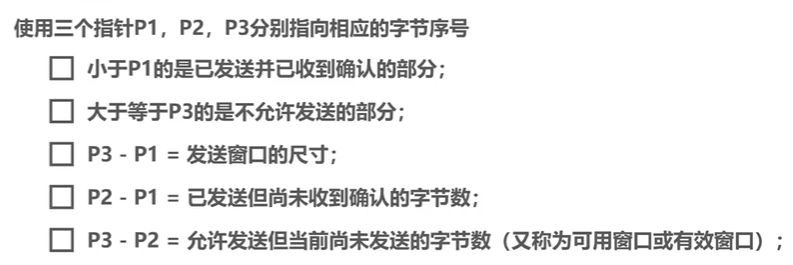 使用三个指针P1，P2，P3分别指向相应的字节序号
小于P1的是已发送并已收到确认的部分；
大于等于P3的是不允许发送的部分；
P3 - P1 = 发送窗口的尺寸；
P2 - P1 = 已发送但尚未收到确认的字节数；
P3 - P2 = 允许发送但当前尚未发送的字节数（又称为可用窗口或有效窗口）；